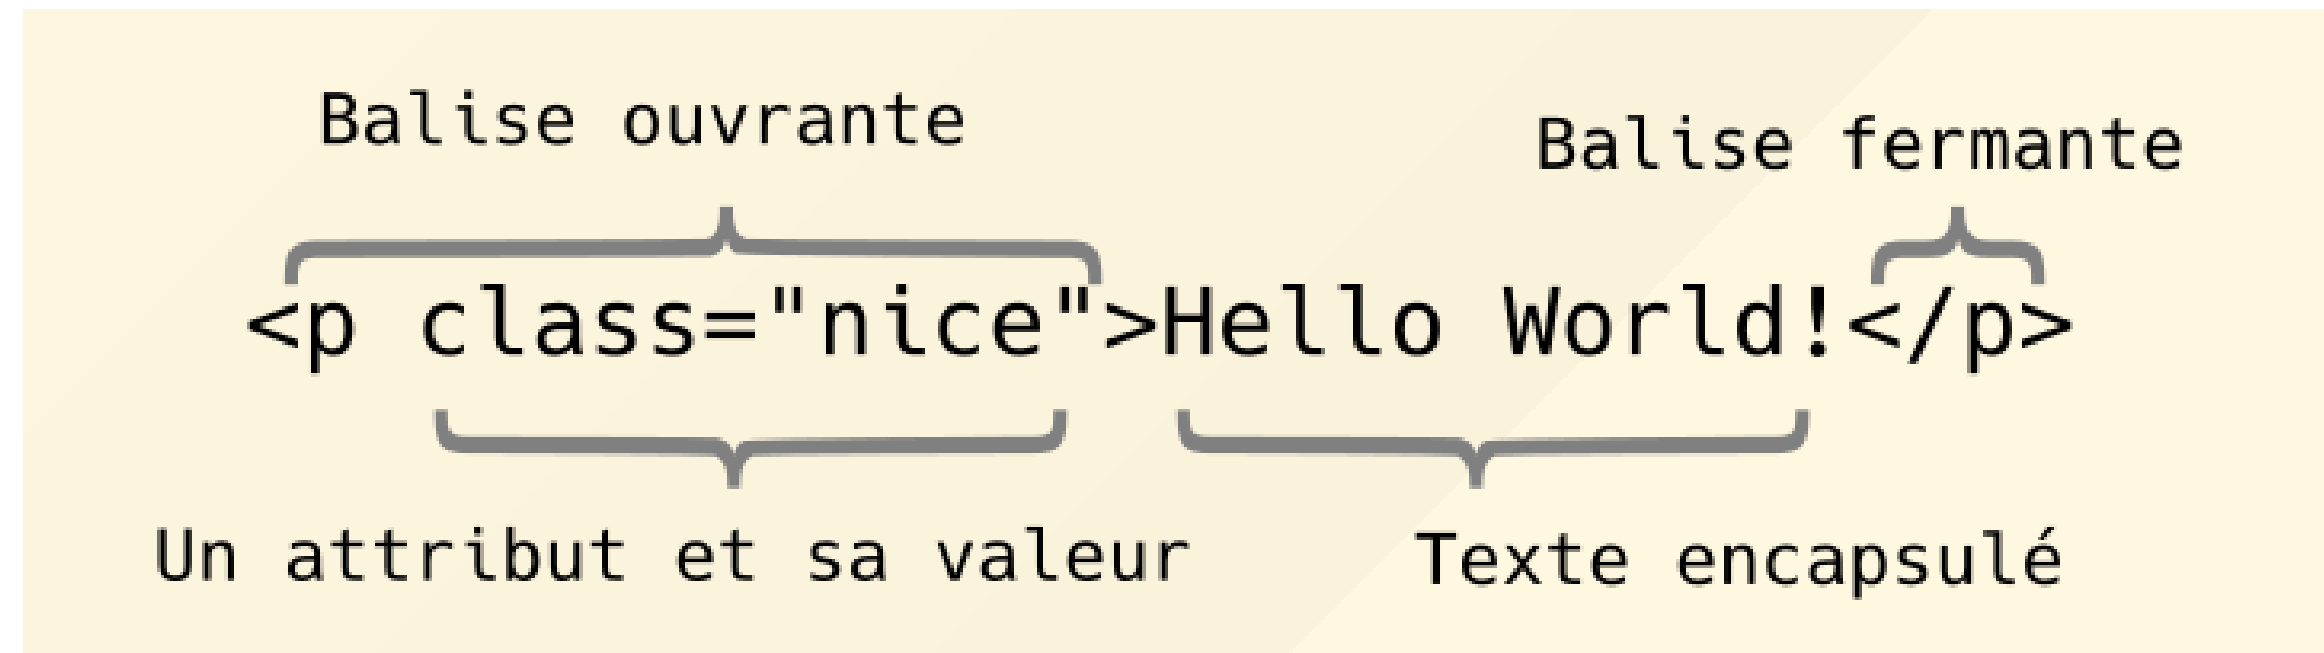 Balise ouvrante
Balise fermante
<p class="nice">Hello World!</p>
Un attribut et sa valeur
Texte encapsulé